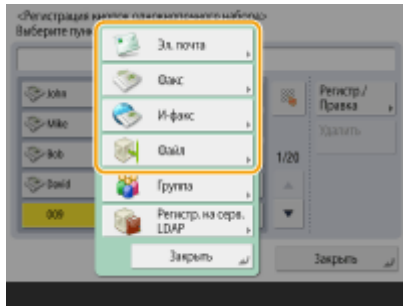 <Регистрация кнопок однокнопочного набора>
Выберите пун
Эл. почта
Факс
И-факс
Файл
Группа
Регистр. на серв.
LDAP
Закрыть
John
Mike
Bob
David
009
1/20
Регистр./
Правка
Удалить
Закрыть